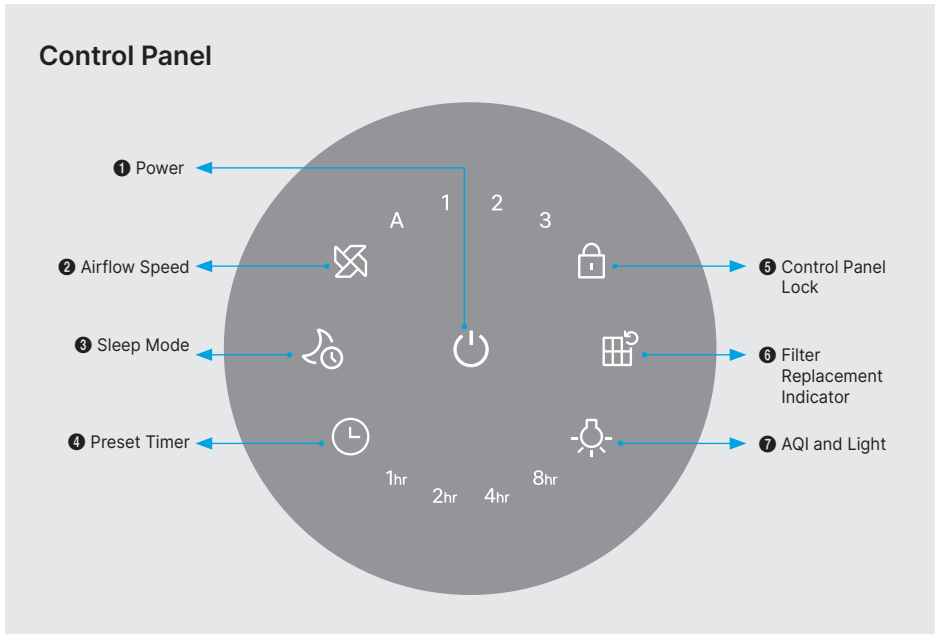 Control Panel
❶ Power
A 1 2 3
❷ Airflow Speed
❸ Sleep Mode
❹ Preset Timer
❺ Control Panel
Lock
❻ Filter
Replacement
Indicator
❼ AQI and Light
1hr 2hr 4hr 8hr